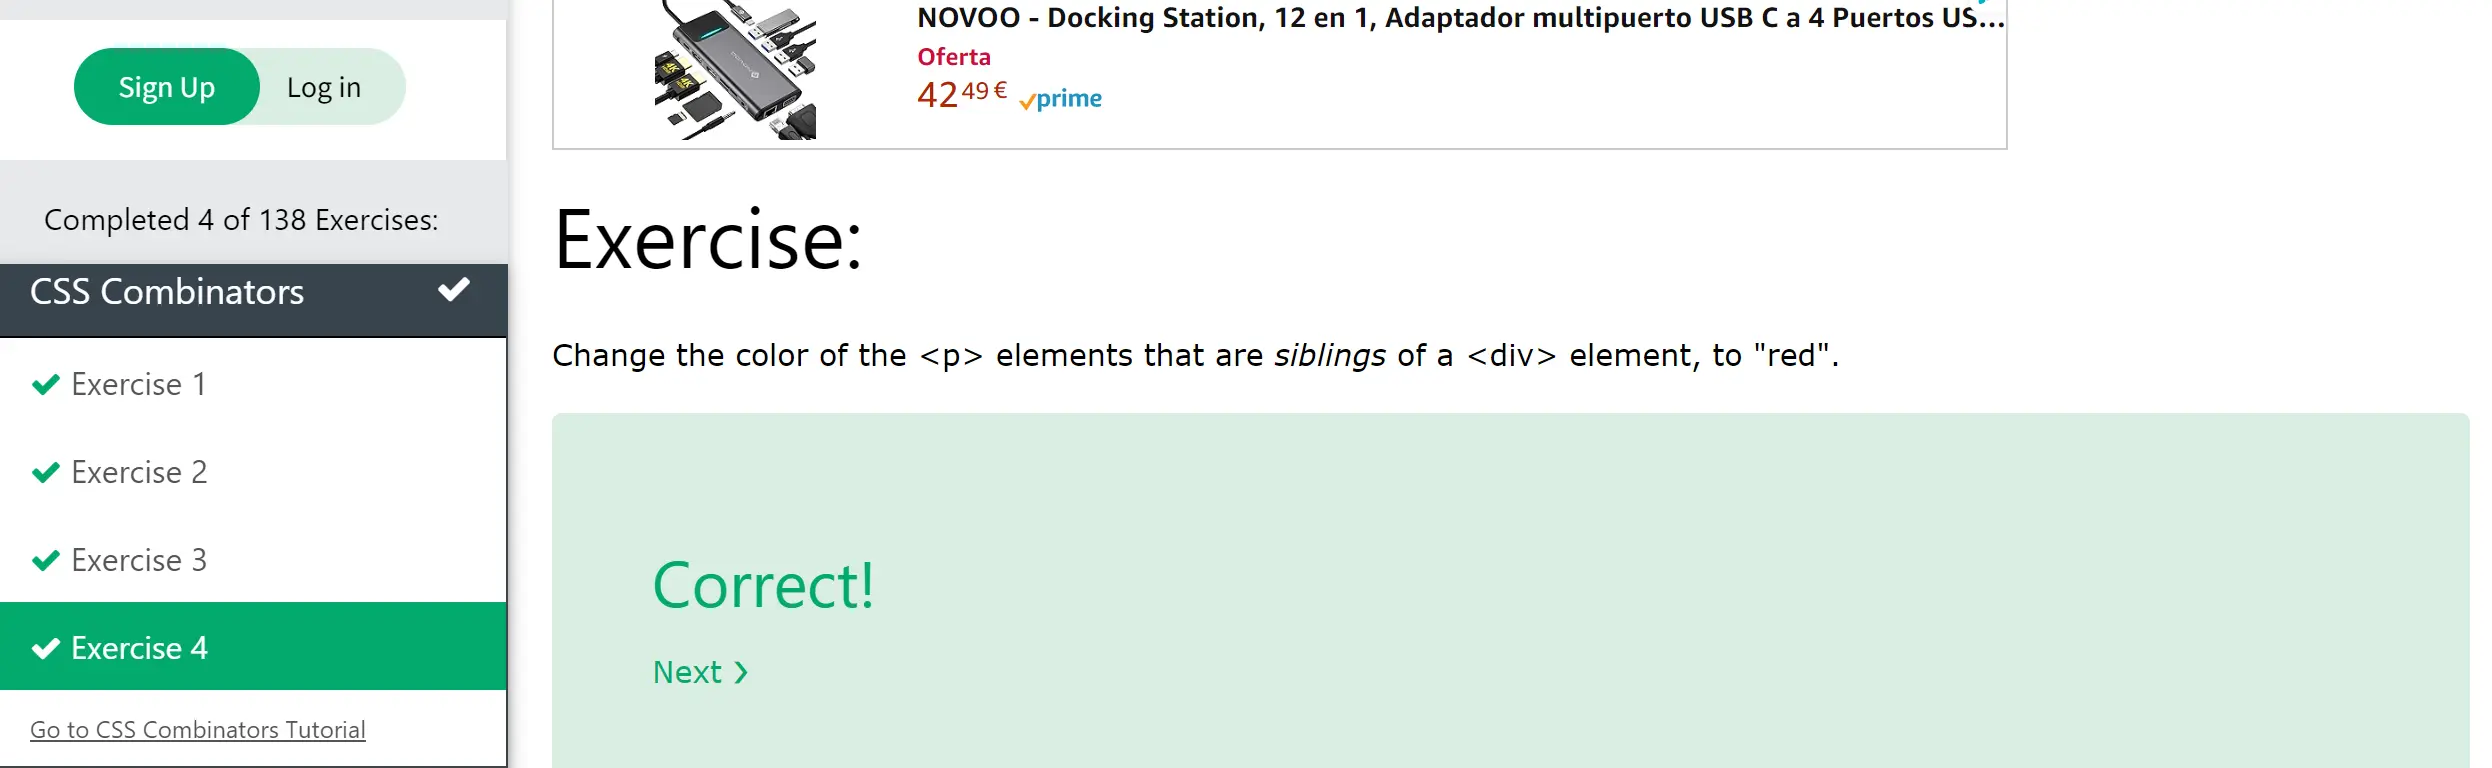 NOVOO - Docking Station, 12 en 1, Adaptador multipuerto USB C a 4 Puertos US...
Oferta
42 49 €
prime
Sign Up
Log in
Completed 4 of 138 Exercises:
CSS Combinators
Exercise 1
Exercise 2
Exercise 3
Exercise 4
Go to CSS Combinators Tutorial
Exercise:
Change the color of the <p> elements that are siblings of a <div> element, to "red".
Correct!
Next ❯